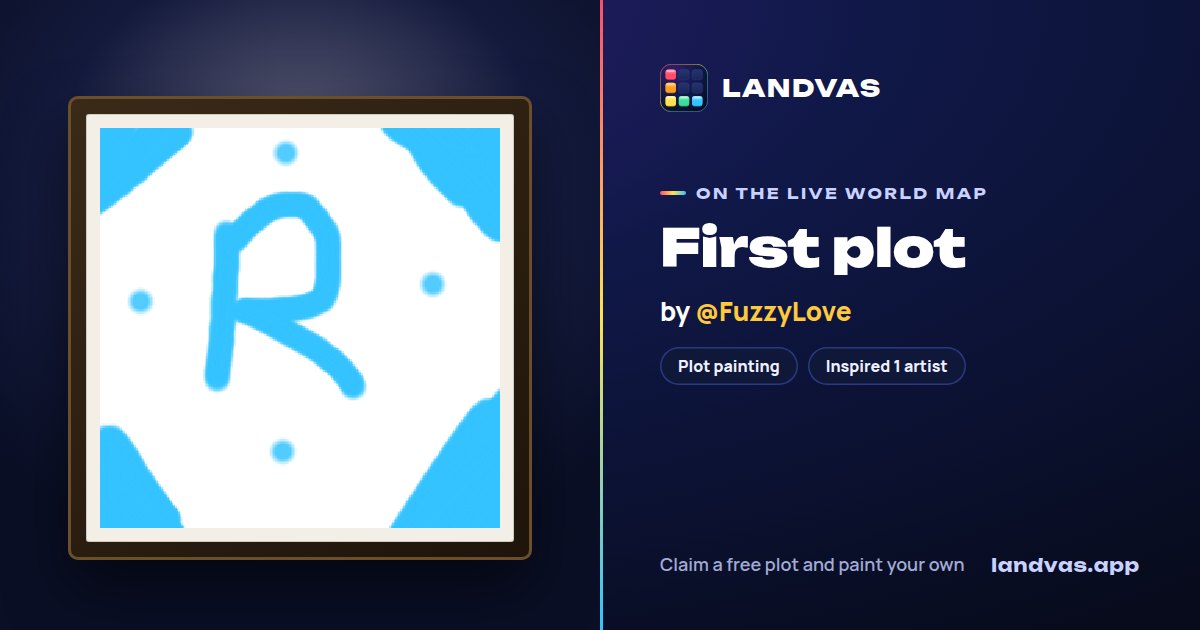 R
LANDVAS
ON THE LIVE WORLD MAP
First plot
by @FuzzyLove
Plot painting
Inspired 1 artist
Claim a free plot and paint your own
landvas.app